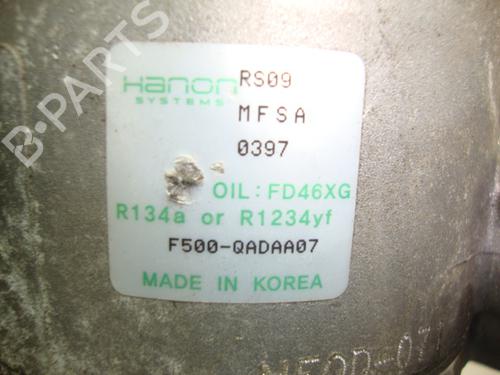 Hanon RS09
SYSTEMS
MFSA
0397
OIL: FD46XG
R134a or R1234yf
F500-QADAA07
MADE IN KOREA
B-PARTS